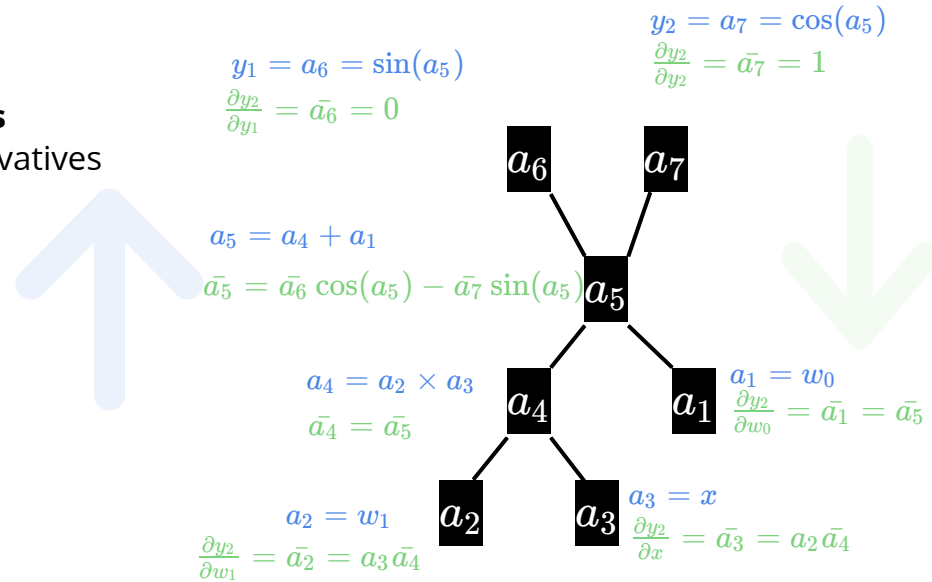 y₂ = a₇ = cos(a₅)
∂y₂/∂y₂ = ā₇ = 1
y₁ = a₆ = sin(a₅)
∂y₂/∂y₁ = ā₆ = 0
s
vatives
a₆ a₇
a₅ = a₄ + a₁
ā₅ = ā₆ cos(a₅) − ā₇ sin(a₅)
a₅
a₄ = a₂ × a₃
ā₄ = ā₅
a₄ a₁
a₁ = w₀
∂y₂/∂w₀ = ā₁ = ā₅
a₂ = w₁
∂y₂/∂w₁ = ā₂ = a₃ā₄
a₂ a₃
a₃ = x
∂y₂/∂x = ā₃ = a₂ā₄